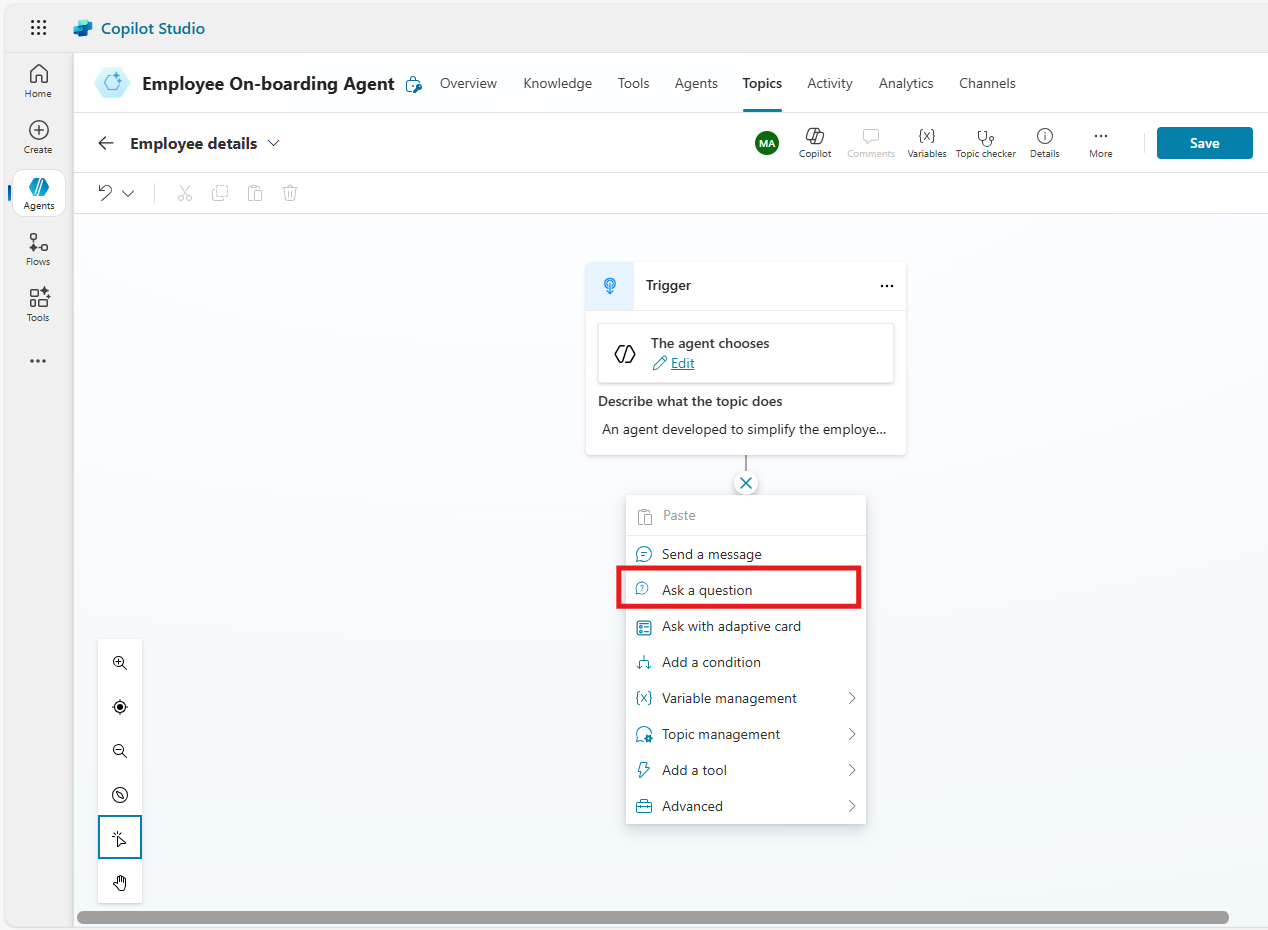 Copilot Studio
Home
Create
Agents
Flows
Tools
Employee On-boarding Agent
Overview
Knowledge
Tools
Agents
Topics
Activity
Analytics
Channels
Employee details
MA
Copilot
Comments
{x}
Variables
Topic checker
Details
More
Save
Trigger
The agent chooses
Edit
Describe what the topic does
An agent developed to simplify the employe...
Paste
Send a message
Ask a question
Ask with adaptive card
Add a condition
{x} Variable management
Topic management
Add a tool
Advanced